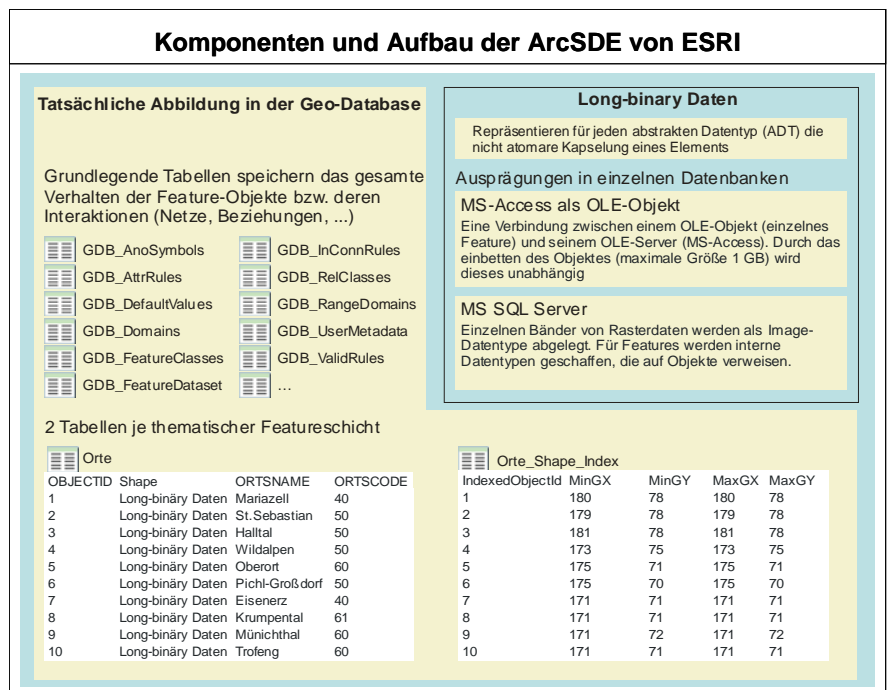 Komponenten und Aufbau der ArcSDE von ESRI
Tatsächliche Abbildung in der Geo-Database
Grundlegende Tabellen speichern das gesamte
Verhalten der Feature-Objekte bzw. deren
Interaktionen (Netze, Beziehungen, ...)
GDB_AnoSymbols
GDB_AttrRules
GDB_DefaultValues
GDB_Domains
GDB_FeatureClasses
GDB_FeatureDataset
GDB_InConnRules
GDB_RelClasses
GDB_RangeDomains
GDB_UserMetadata
GDB_ValidRules
...
Long-binary Daten
Repräsentieren für jeden abstrakten Datentyp (ADT) die
nicht atomare Kapselung eines Elements
Ausprägungen in einzelnen Datenbanken
MS-Access als OLE-Objekt
Eine Verbindung zwischen einem OLE-Objekt (einzelnes
Feature) und seinem OLE-Server (MS-Access). Durch das
einbetten des Objektes (maximale Größe 1 GB) wird
dieses unabhängig
MS SQL Server
Einzelnen Bänder von Rasterdaten werden als Image-
Datentype abgelegt. Für Features werden interne
Datentypen geschaffen, die auf Objekte verweisen.
2 Tabellen je thematischer Featureschicht
Orte
OBJECTID Shape ORTSNAME ORTSCODE
1 Long-binäry Daten Mariazell 40
2 Long-binäry Daten St.Sebastian 50
3 Long-binäry Daten Halltal 50
4 Long-binäry Daten Wildalpen 50
5 Long-binäry Daten Oberort 60
6 Long-binäry Daten Pichl-Großdorf 50
7 Long-binäry Daten Eisenerz 40
8 Long-binäry Daten Krumpental 61
9 Long-binäry Daten Münichthal 60
10 Long-binäry Daten Trofeng 60
Orte_Shape_Index
IndexedObjectId MinGX MinGY MaxGX MaxGY
1 180 78 180 78
2 179 78 179 78
3 181 78 181 78
4 173 75 173 75
5 175 71 175 71
6 175 70 175 70
7 171 71 171 71
8 171 71 171 71
9 171 72 171 72
10 171 71 171 71